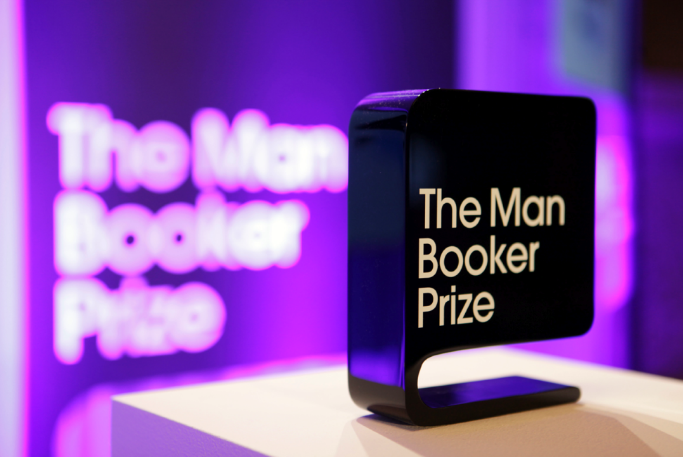 The Man
Booker
Prize
The Man
Booker
Prize